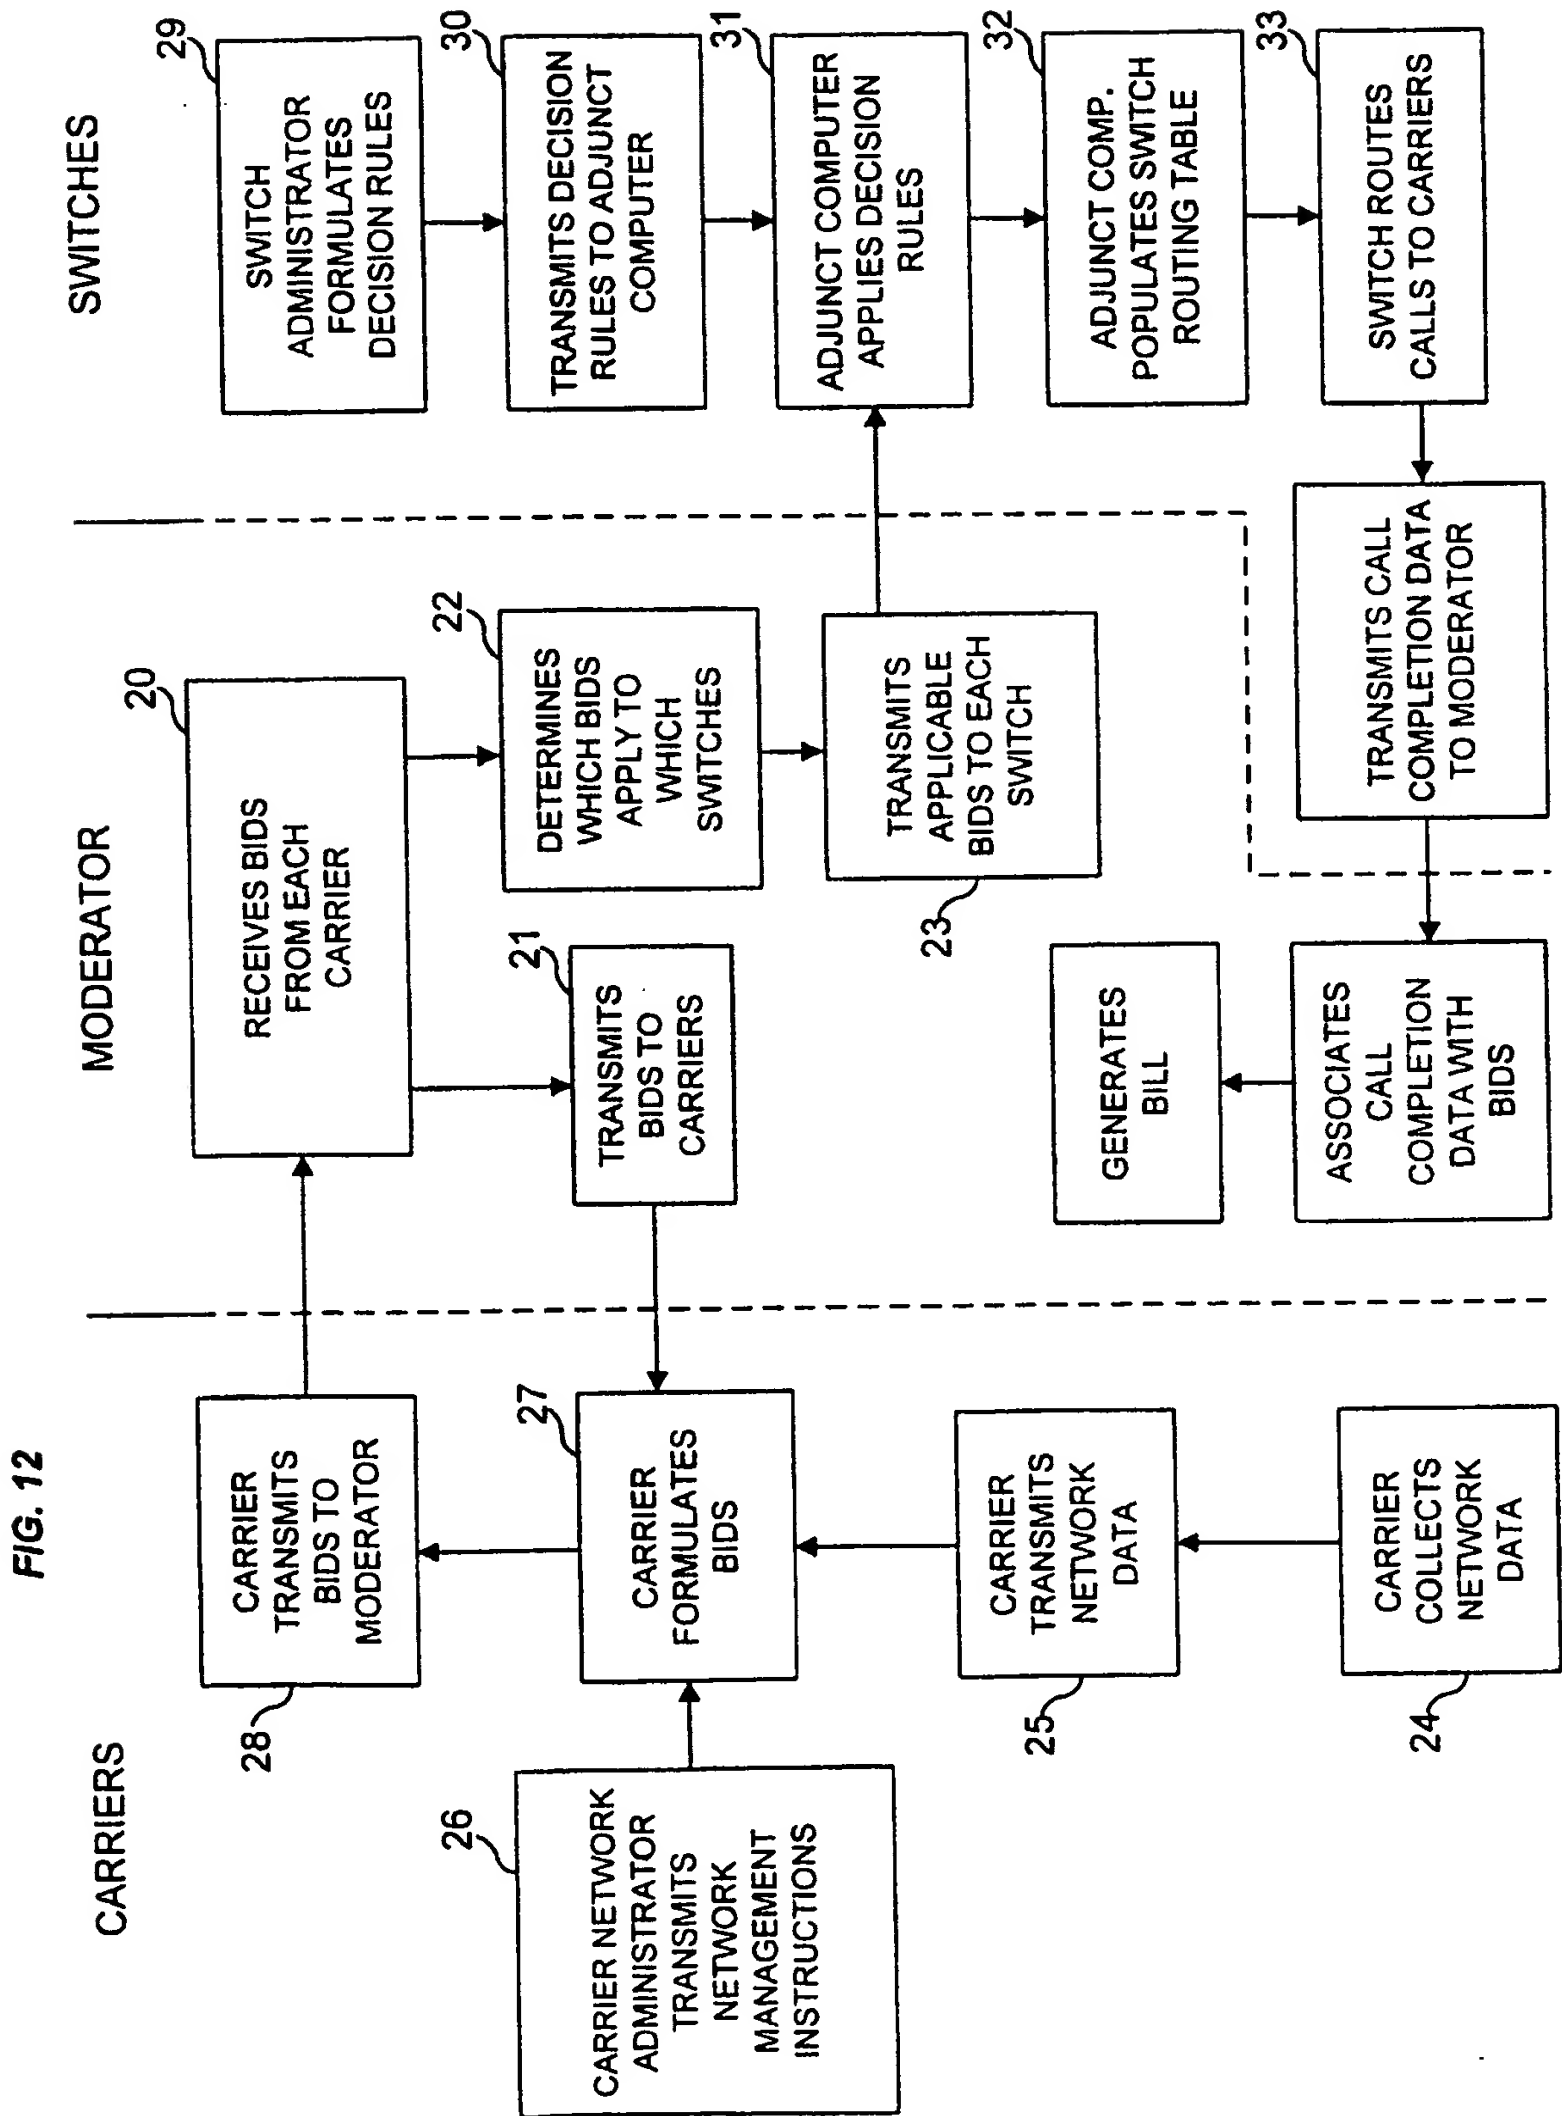 FIG. 12
CARRIERS
MODERATOR
SWITCHES
28
CARRIER
TRANSMITS
BIDS TO
MODERATOR
26
CARRIER NETWORK
ADMINISTRATOR
TRANSMITS
NETWORK
MANAGEMENT
INSTRUCTIONS
27
CARRIER
FORMULATES
BIDS
25
CARRIER
TRANSMITS
NETWORK
DATA
24
CARRIER
COLLECTS
NETWORK
DATA
20
RECEIVES BIDS
FROM EACH
CARRIER
21
TRANSMITS
BIDS TO
CARRIERS
22
DETERMINES
WHICH BIDS
APPLY TO
WHICH
SWITCHES
23
TRANSMITS
APPLICABLE
BIDS TO EACH
SWITCH
GENERATES
BILL
ASSOCIATES
CALL
COMPLETION
DATA WITH
BIDS
29
SWITCH
ADMINISTRATOR
FORMULATES
DECISION RULES
30
TRANSMITS DECISION
RULES TO ADJUNCT
COMPUTER
31
ADJUNCT COMPUTER
APPLIES DECISION
RULES
32
ADJUNCT COMP.
POPULATES SWITCH
ROUTING TABLE
33
SWITCH ROUTES
CALLS TO CARRIERS
TRANSMITS CALL
COMPLETION DATA
TO MODERATOR